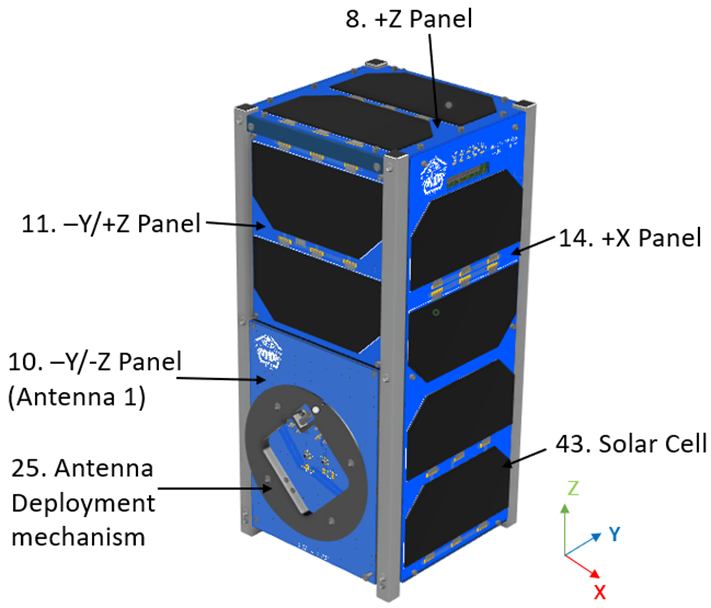 8. +Z Panel
11. –Y/+Z Panel
14. +X Panel
10. –Y/-Z Panel
(Antenna 1)
43. Solar Cell
25. Antenna
Deployment
mechanism
Z
Y
X